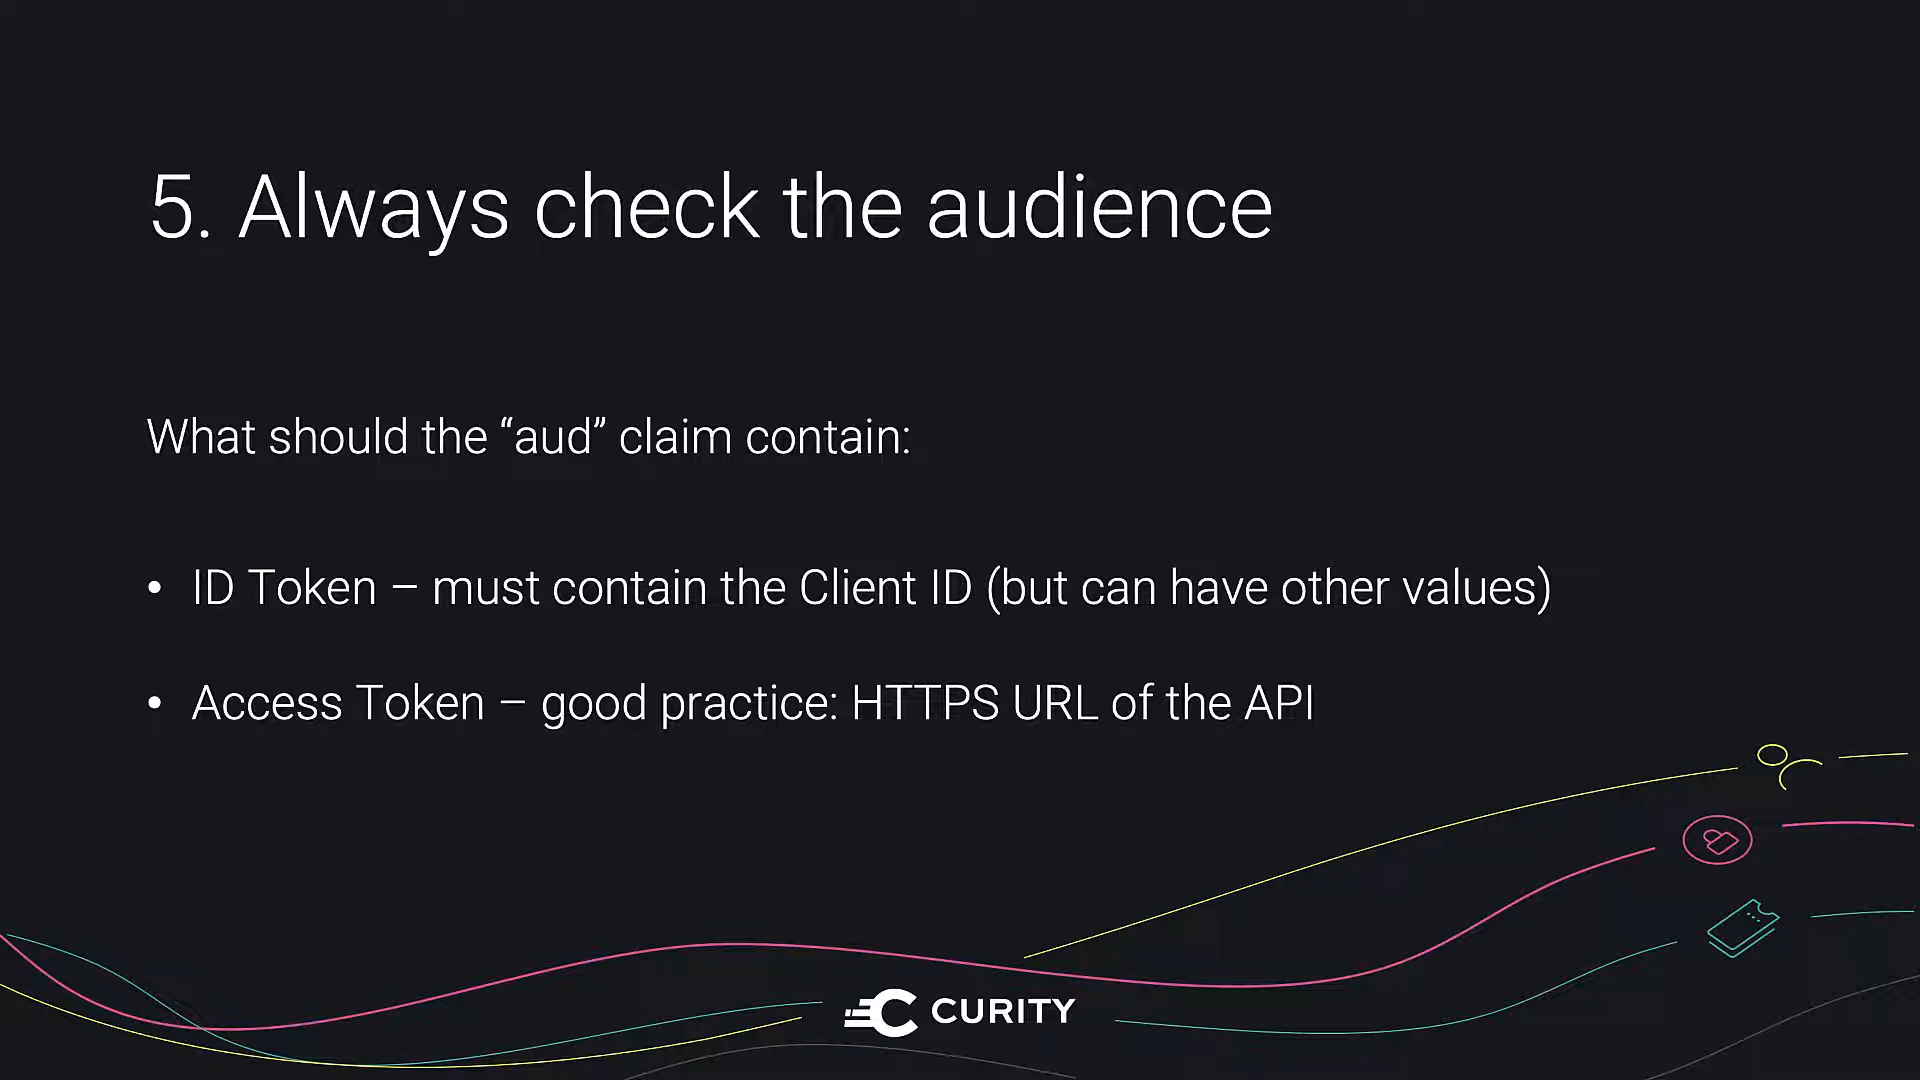 5. Always check the audience
What should the “aud” claim contain:
• ID Token – must contain the Client ID (but can have other values)
• Access Token – good practice: HTTPS URL of the API
CURITY